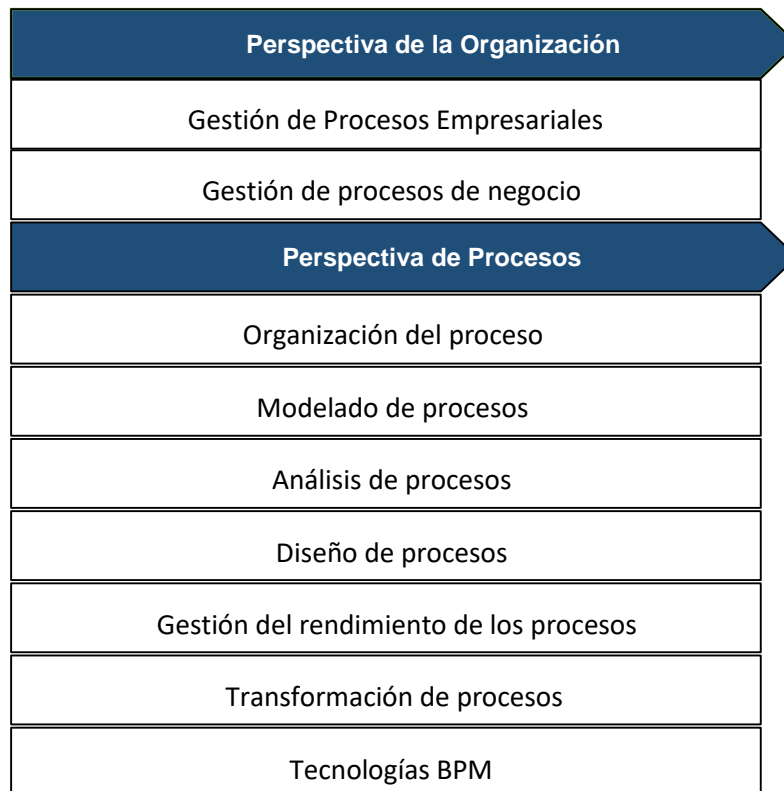 Perspectiva de la Organización
Gestión de Procesos Empresariales
Gestión de procesos de negocio
Perspectiva de Procesos
Organización del proceso
Modelado de procesos
Análisis de procesos
Diseño de procesos
Gestión del rendimiento de los procesos
Transformación de procesos
Tecnologías BPM